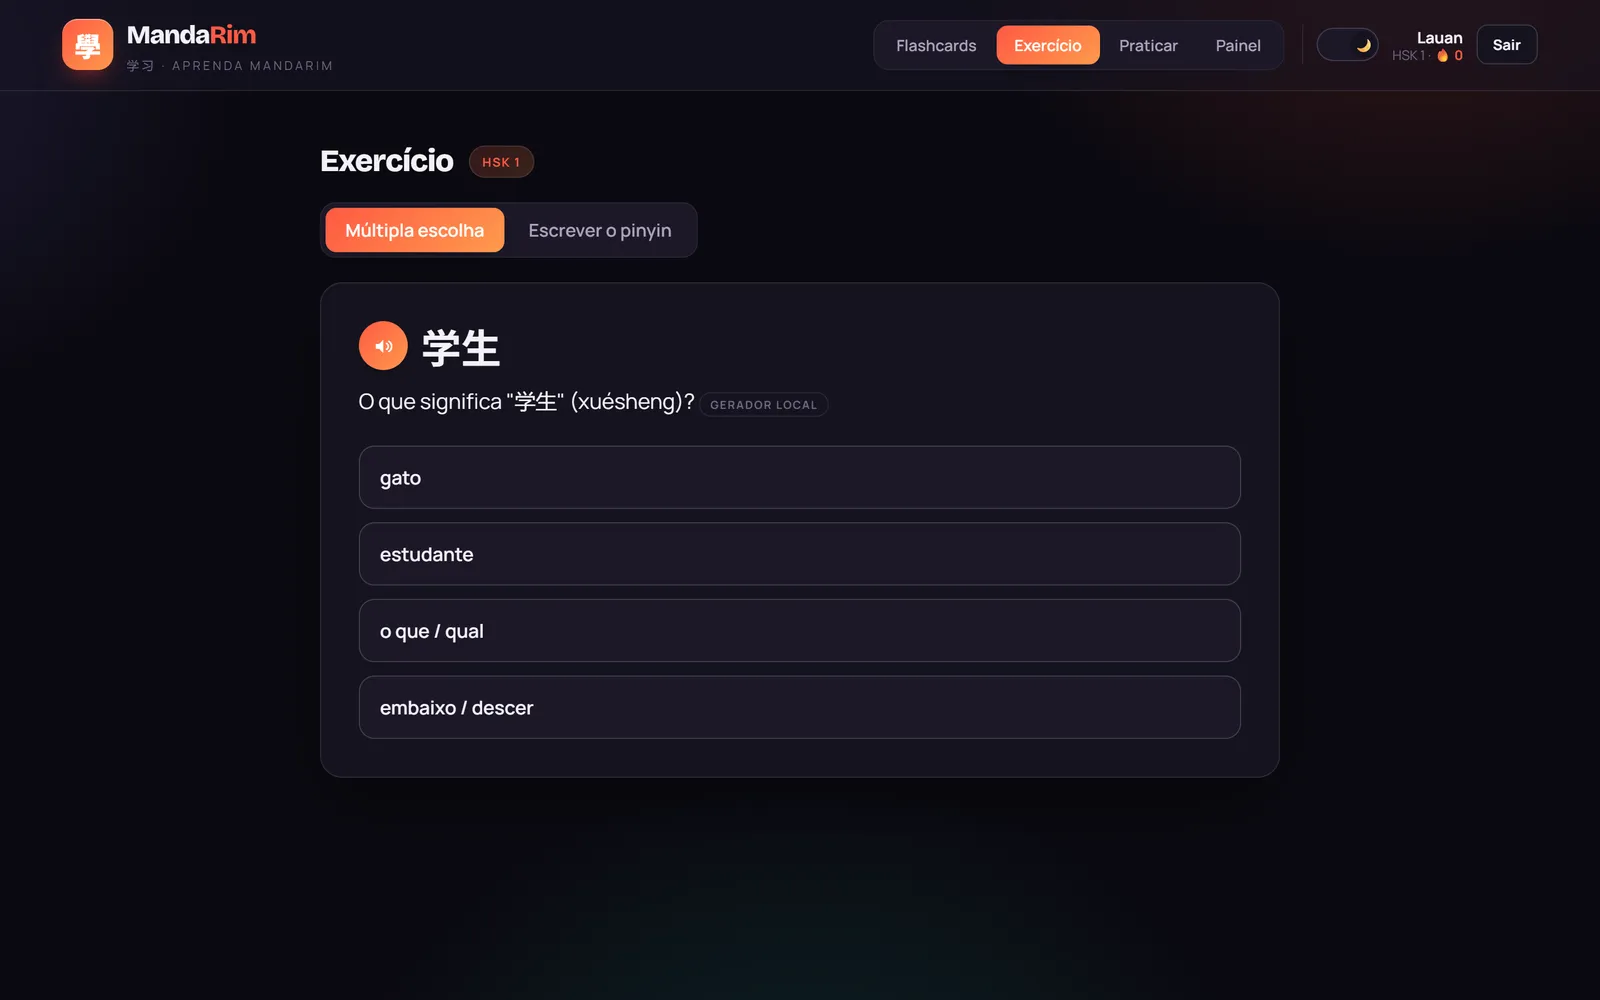 學
MandaRim
学习 · APRENDA MANDARIM
Flashcards
Exercício
Praticar
Painel
Lauan
HSK 1 · 🔥 0
Sair
Exercício
HSK 1
Múltipla escolha
Escrever o pinyin
学生
O que significa "学生" (xuésheng)?
GERADOR LOCAL
gato
estudante
o que / qual
embaixo / descer